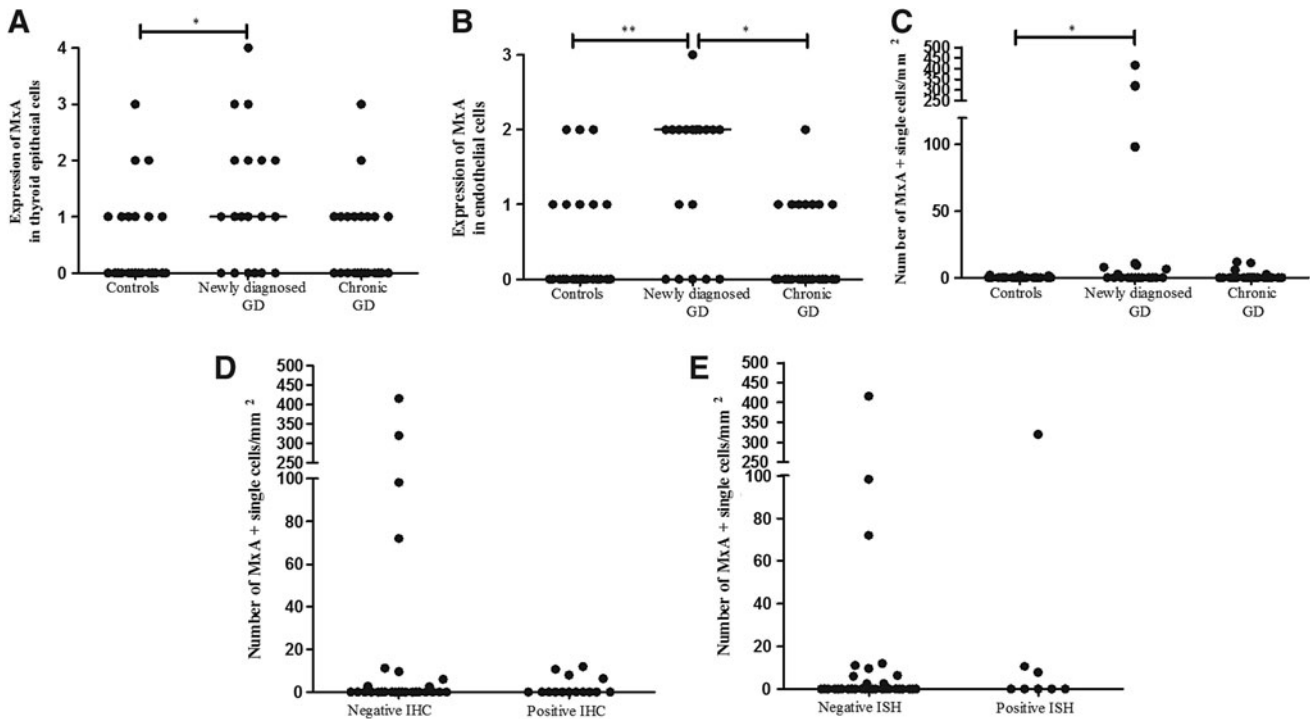 A
Expression of MxA
in thyroid epitheial cells
4
3
2
1
0
*
Controls
Newly diagnosed
GD
Chronic
GD
B
Expression of MxA
in endothelial cells
3
2
1
0
**
*
Controls
Newly diagnosed
GD
Chronic
GD
C
Number of MxA + single cells/mm 2
500
450
400
350
300
250
100
50
0
*
Controls
Newly diagnosed
GD
Chronic
GD
D
Number of MxA + single cells/mm 2
500
450
400
350
300
250
100
80
60
40
20
0
Negative IHC
Positive IHC
E
Number of MxA + single cells/mm 2
500
450
400
350
300
250
100
80
60
40
20
0
Negative ISH
Positive ISH